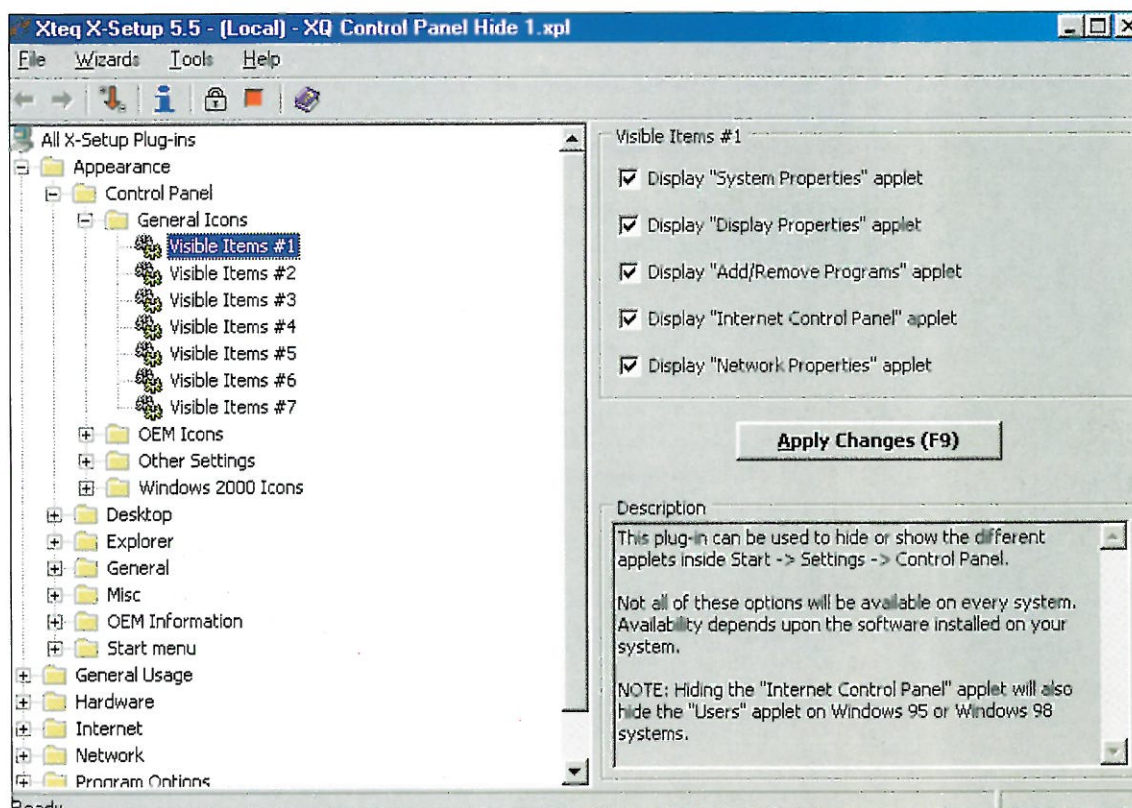 Xteq X-Setup 5.5 - (Local) - XQ Control Panel Hide 1.xpl
File Wizards Tools Help
All X-Setup Plug-ins
Appearance
Control Panel
General Icons
Visible Items #1
Visible Items #2
Visible Items #3
Visible Items #4
Visible Items #5
Visible Items #6
Visible Items #7
OEM Icons
Other Settings
Windows 2000 Icons
Desktop
Explorer
General
Misc
OEM Information
Start menu
General Usage
Hardware
Internet
Network
Program Options
Visible Items #1
Display "System Properties" applet
Display "Display Properties" applet
Display "Add/Remove Programs" applet
Display "Internet Control Panel" applet
Display "Network Properties" applet
Apply Changes (F9)
Description
This plug-in can be used to hide or show the different
applets inside Start -> Settings -> Control Panel.
Not all of these options will be available on every system.
Availability depends upon the software installed on your
system.
NOTE: Hiding the "Internet Control Panel" applet will also
hide the "Users" applet on Windows 95 or Windows 98
systems.
Ready